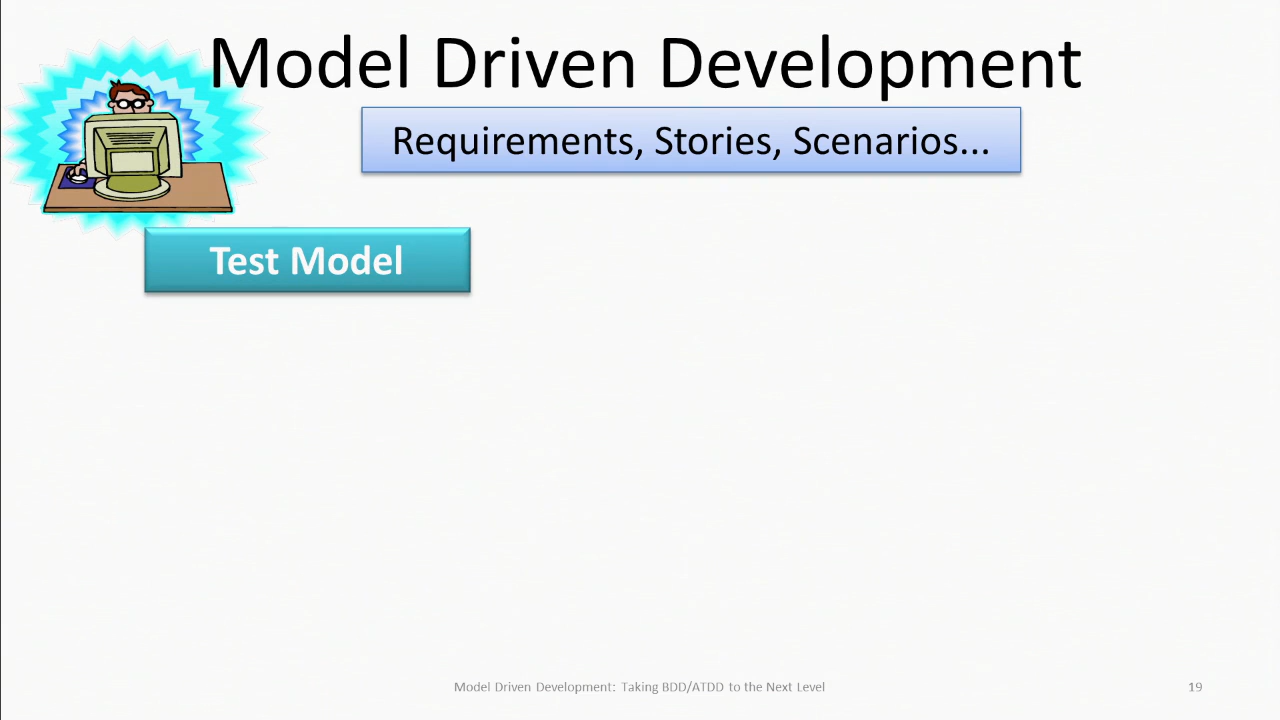 Model Driven Development
Requirements, Stories, Scenarios...
Test Model
Model Driven Development: Taking BDD/ATDD to the Next Level
19